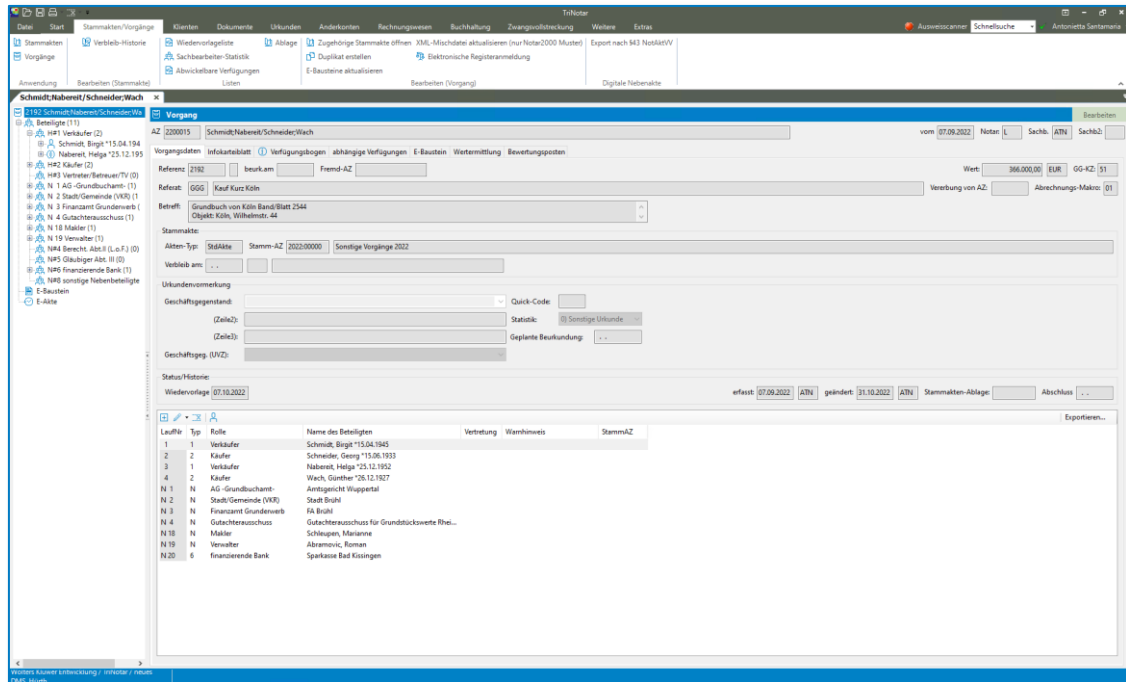 TriNotar
Datei Start Stammakten/Vorgänge Klienten Dokumente Urkunden Anderkonten Rechnungswesen Buchhaltung Zwangsvollstreckung Weitere Extras Ausweisscanner Schnellsuche Antonietta Santamaria
Stammakten Verbleib-Historie Wiedervorlageliste Ablage Zugehörige Stammakte öffnen XML-Mischdatei aktualisieren (nur Notar2000 Muster) Export nach §43 NotAktVV
Vorgänge Sachbearbeiter-Statistik Duplikat erstellen Elektronische Registeranmeldung
Abwickelbare Verfügungen E-Bausteine aktualisieren
Anwendung Bearbeiten (Stammakte) Listen Bearbeiten (Vorgang) Digitale Nebenakte
Schmidt;Nabereit/Schneider;Wach ×
2192 Schmidt;Nabereit/Schneider;Wa
Beteiligte (11)
H#1 Verkäufer (2)
Schmidt, Birgit *15.04.194
Nabereit, Helga *25.12.195
H#2 Käufer (2)
H#3 Vertreter/Betreuer/TV (0)
N 1 AG -Grundbuchamt- (1)
N 2 Stadt/Gemeinde (VKR) (1
N 3 Finanzamt Grunderwerb (
N 4 Gutachterausschuss (1)
N 18 Makler (1)
N 19 Verwalter (1)
N#4 Berecht. Abt.II (L.o.F.) (0)
N#5 Gläubiger Abt. III (0)
N#6 finanzierende Bank (1)
N#8 sonstige Nebenbeteiligte
E-Baustein
E-Akte
Vorgang Bearbeiten
AZ 2200015 Schmidt;Nabereit/Schneider;Wach vom 07.09.2022 Notar: L Sachb. ATN Sachb2:
Vorgangsdaten Infokarteiblatt Verfügungsbogen abhängige Verfügungen E-Baustein Wertermittlung Bewertungsposten
Referenz 2192 beurk.am Fremd-AZ Wert: 366.000,00 EUR GG-KZ: 51
Referat: GGG Kauf Kurz Köln Vererbung von AZ: Abrechnungs-Makro: 01
Betreff: Grundbuch von Köln Band/Blatt 2544
Objekt: Köln, Wilhelmstr. 44
Stammakte:
Akten-Typ: StdAkte Stamm-AZ 2022:00000 Sonstige Vorgänge 2022
Verbleib am: . .
Urkundenvormerkung
Geschäftsgegenstand: Quick-Code:
(Zeile2): Statistik: 0) Sonstige Urkunde
(Zeile3): Geplante Beurkundung: . .
Geschäftsgeg. (UVZ):
Status/Historie:
Wiedervorlage 07.10.2022 erfasst: 07.09.2022 ATN geändert: 31.10.2022 ATN Stammakten-Ablage: Abschluss . .
Exportieren...
LaufNr Typ Rolle Name des Beteiligten Vertretung Warnhinweis StammAZ
1 1 Verkäufer Schmidt, Birgit *15.04.1945
2 2 Käufer Schneider, Georg *15.06.1933
3 1 Verkäufer Nabereit, Helga *25.12.1952
4 2 Käufer Wach, Günther *26.12.1927
N 1 N AG -Grundbuchamt- Amtsgericht Wuppertal
N 2 N Stadt/Gemeinde (VKR) Stadt Brühl
N 3 N Finanzamt Grunderwerb FA Brühl
N 4 N Gutachterausschuss Gutachterausschuss für Grundstückswerte Rhei...
N 18 N Makler Schleupen, Marianne
N 19 N Verwalter Abramovic, Roman
N 20 6 finanzierende Bank Sparkasse Bad Kissingen
Wolters Kluwer Entwicklung / TriNotar / neues
DMS, Hürth